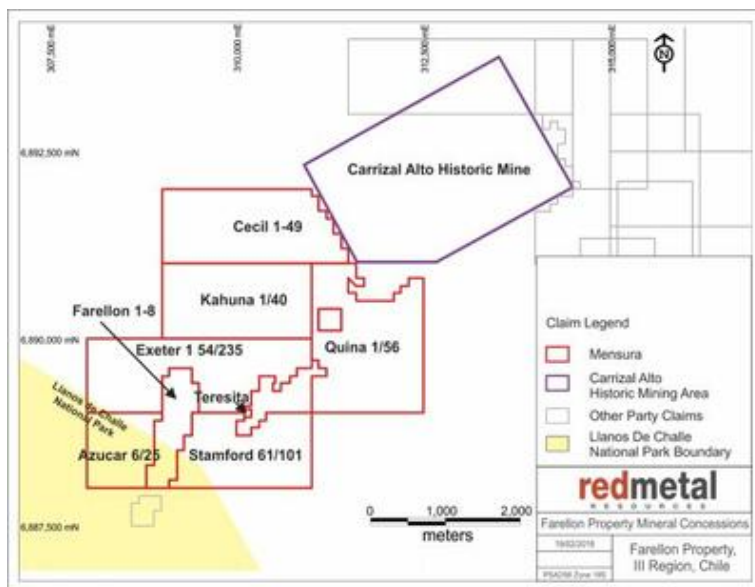 307,500 mE
310,000 mE
312,500 mE
315,000 mE
N
6,892,500 mN
Carrizal Alto Historic Mine
Cecil 1-49
Kahuna 1/40
Farellon 1-8
6,890,000 mN
Exeter 1 54/235
Quina 1/56
Teresita
Llanos de Challe
National Park
Azucar 6/25
Stamford 61/101
6,887,500 mN
0 1,000 2,000
meters
Claim Legend
Mensura
Carrizal Alto
Historic Mining Area
Other Party Claims
Llanos De Challe
National Park Boundary
redmetal
RESOURCES
Farellon Property Mineral Concessions
Farellon Property,
III Region, Chile